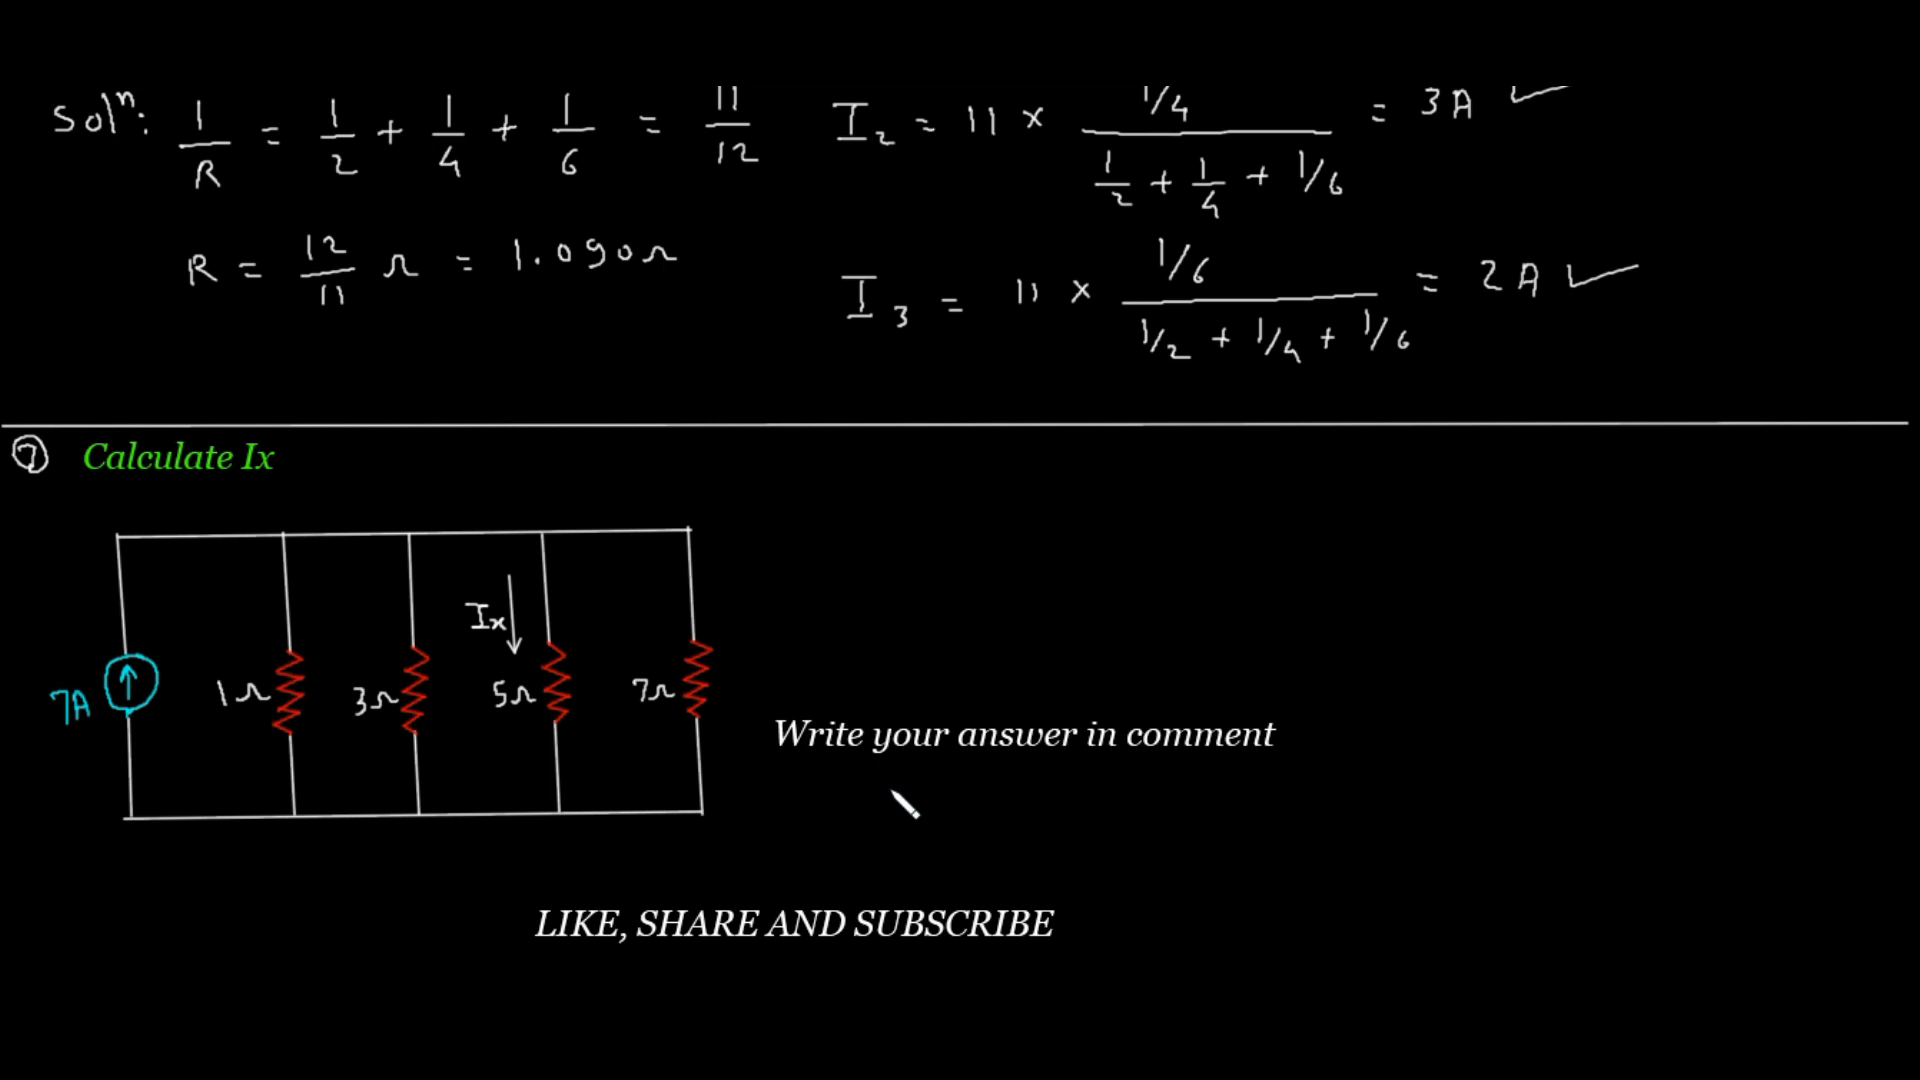 Solⁿ: 1/R = 1/2 + 1/4 + 1/6 = 11/12
R = 12/11 Ω = 1.090Ω
I₂ = 11 × (1/4)/(1/2 + 1/4 + 1/6) = 3A ✓
I₃ = 11 × (1/6)/(1/2 + 1/4 + 1/6) = 2A ✓
⑦ Calculate Ix
Ix
7A 1Ω 3Ω 5Ω 7Ω
Write your answer in comment
LIKE, SHARE AND SUBSCRIBE